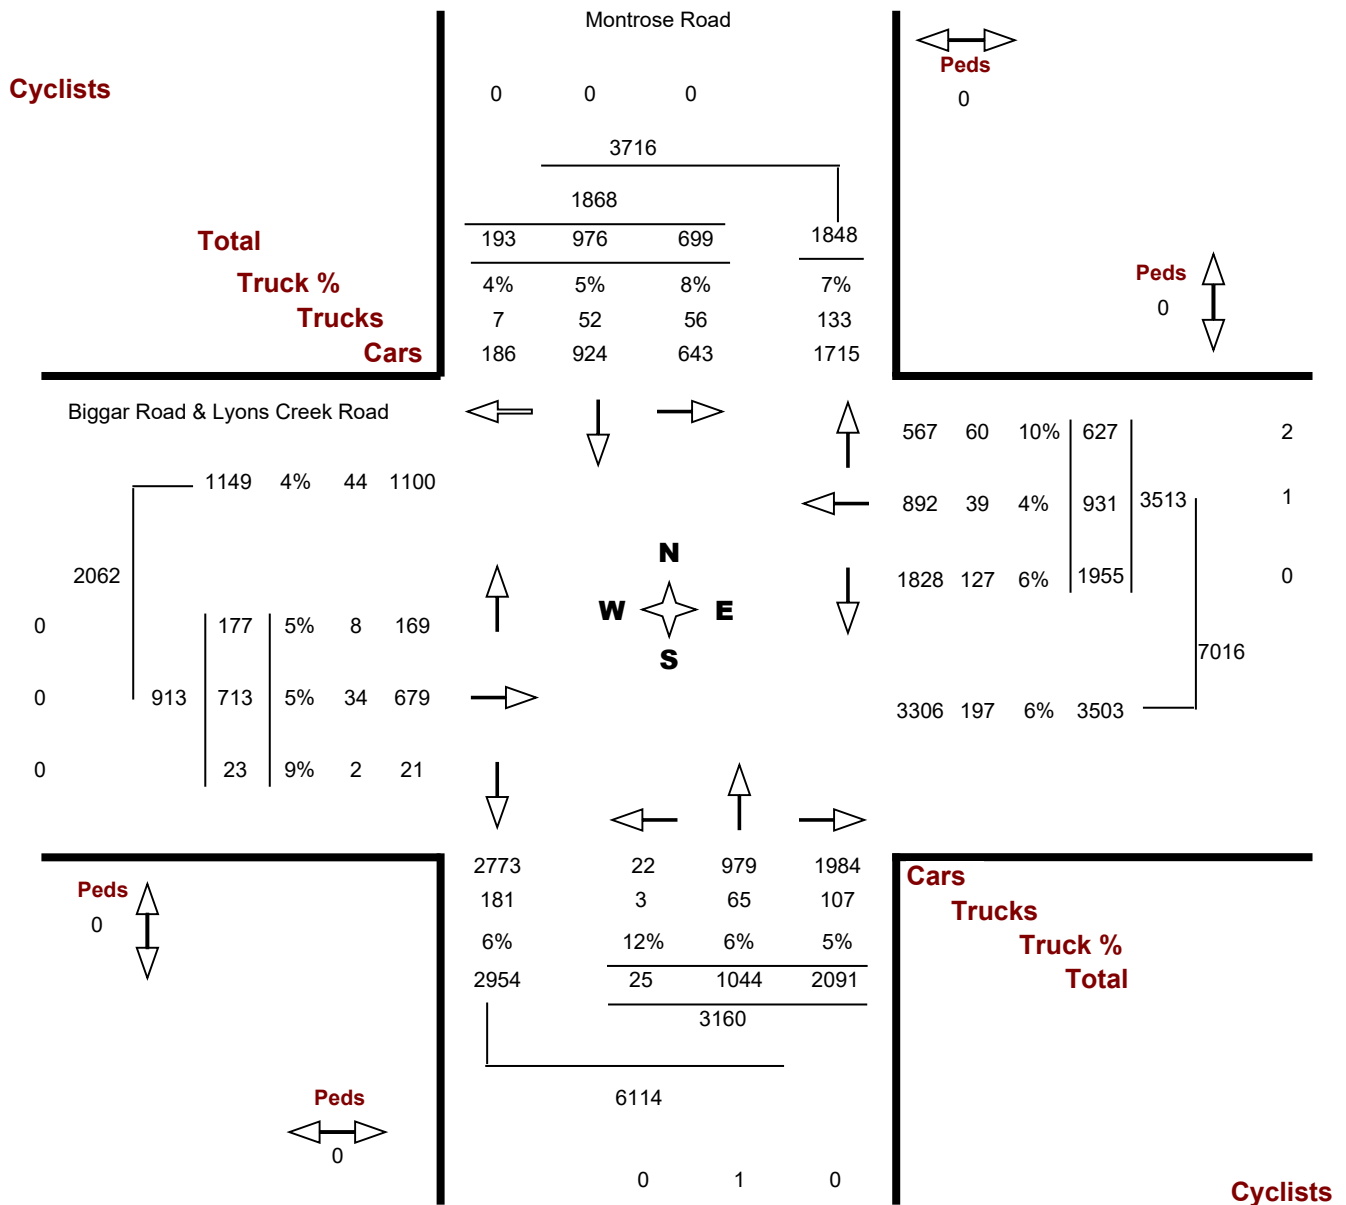 Montrose Road
Peds
0
Cyclists
0 0 0
3716
1868
Total 193 976 699 1848
Truck % 4% 5% 8% 7%
Trucks 7 52 56 133
Cars 186 924 643 1715
Peds
0
Biggar Road & Lyons Creek Road
567 60 10% 627 2
1149 4% 44 1100
892 39 4% 931 3513 1
N
2062
1828 127 6% 1955 0
W E
0 177 5% 8 169
S
7016
0 913 713 5% 34 679
3306 197 6% 3503
0 23 9% 2 21
2773 22 979 1984 Cars
Peds
0
181 3 65 107 Trucks
6% 12% 6% 5% Truck %
2954 25 1044 2091 Total
3160
6114
Peds
0
0 1 0
Cyclists